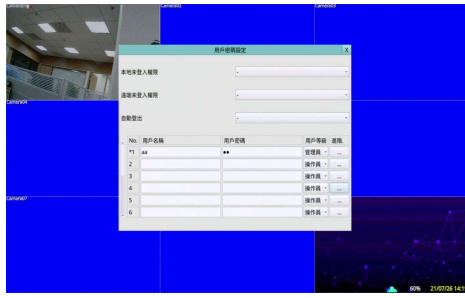 Camera02
Camera03
用戶密碼設定 X
本地未登入權限 -
遠端未登入權限 -
自動登出 -
No. 用戶名稱 用戶密碼 用戶等級 進階.
*1 aa ●● 管理員 ...
2 操作員 ...
3 操作員 ...
4 操作員 ...
5 操作員 ...
6 操作員 ...
Camera04
Camera07
60% 21/07/26 14:1